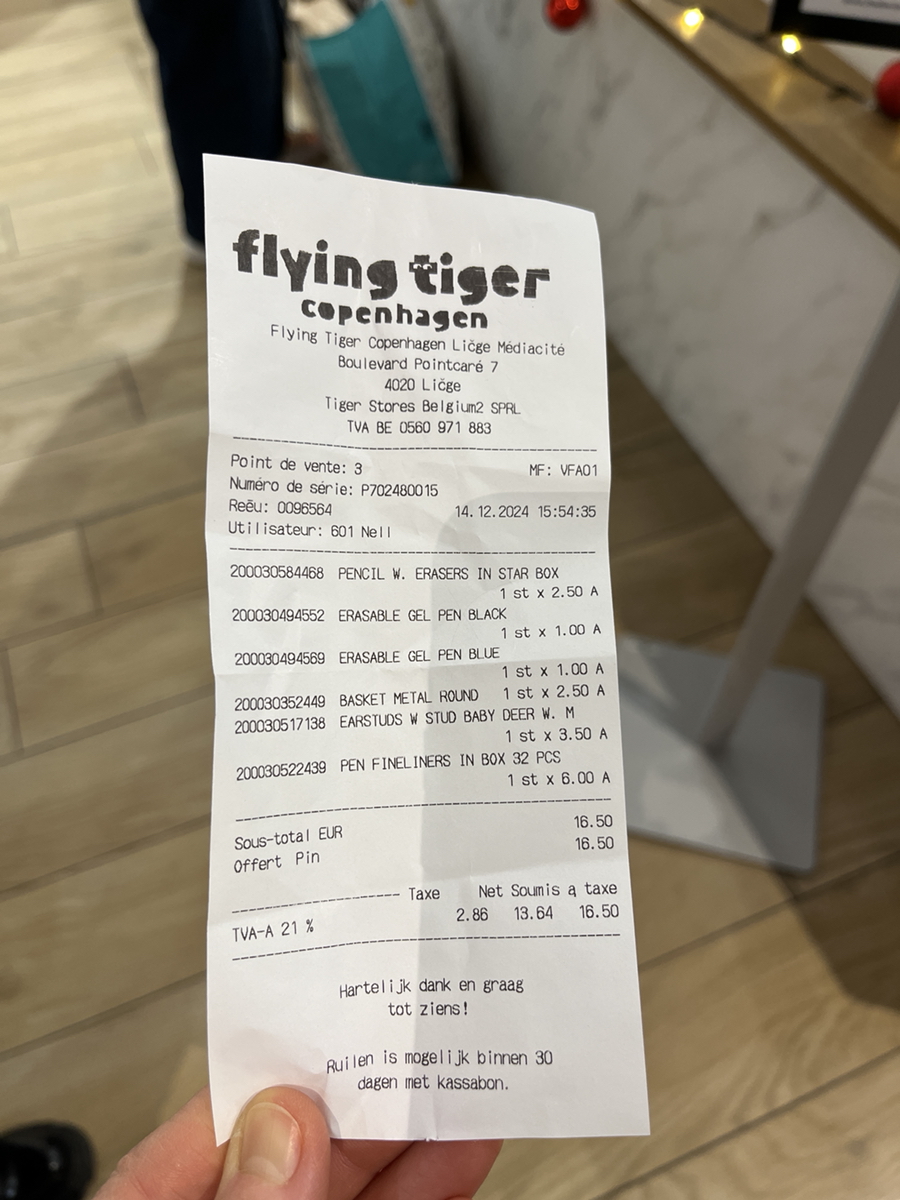 flying tiger
copenhagen
Flying Tiger Copenhagen Ličge Médiacité
Boulevard Pointcaré 7
4020 Ličge
Tiger Stores Belgium2 SPRL
TVA BE 0560 971 883
Point de vente: 3 MF: VFA01
Numéro de série: P702480015
Reēu: 0096564 14.12.2024 15:54:35
Utilisateur: 601 Nell
200030584468 PENCIL W. ERASERS IN STAR BOX
1 st x 2.50 A
200030494552 ERASABLE GEL PEN BLACK
1 st x 1.00 A
200030494569 ERASABLE GEL PEN BLUE
1 st x 1.00 A
200030352449 BASKET METAL ROUND 1 st x 2.50 A
200030517138 EARSTUDS W STUD BABY DEER W. M
1 st x 3.50 A
200030522439 PEN FINELINERS IN BOX 32 PCS
1 st x 6.00 A
Sous-total EUR 16.50
Offert Pin 16.50
Taxe Net Soumis q taxe
TVA-A 21 % 2.86 13.64 16.50
Hartelijk dank en graag
tot ziens!
Ruilen is mogelijk binnen 30
dagen met kassabon.